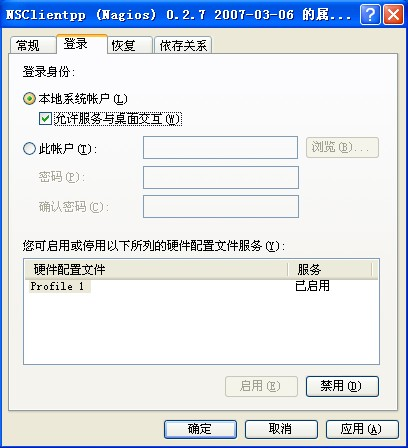 NSClientpp (Nagios) 0.2.7 2007-03-06 的属...
常规 登录 恢复 依存关系
登录身份:
本地系统帐户(L)
允许服务与桌面交互(W)
此帐户(T): 浏览(B)...
密码(P):
确认密码(C):
您可启用或停用以下所列的硬件配置文件服务(Y):
硬件配置文件 服务
Profile 1 已启用
启用(E) 禁用(D)
确定 取消 应用(A)